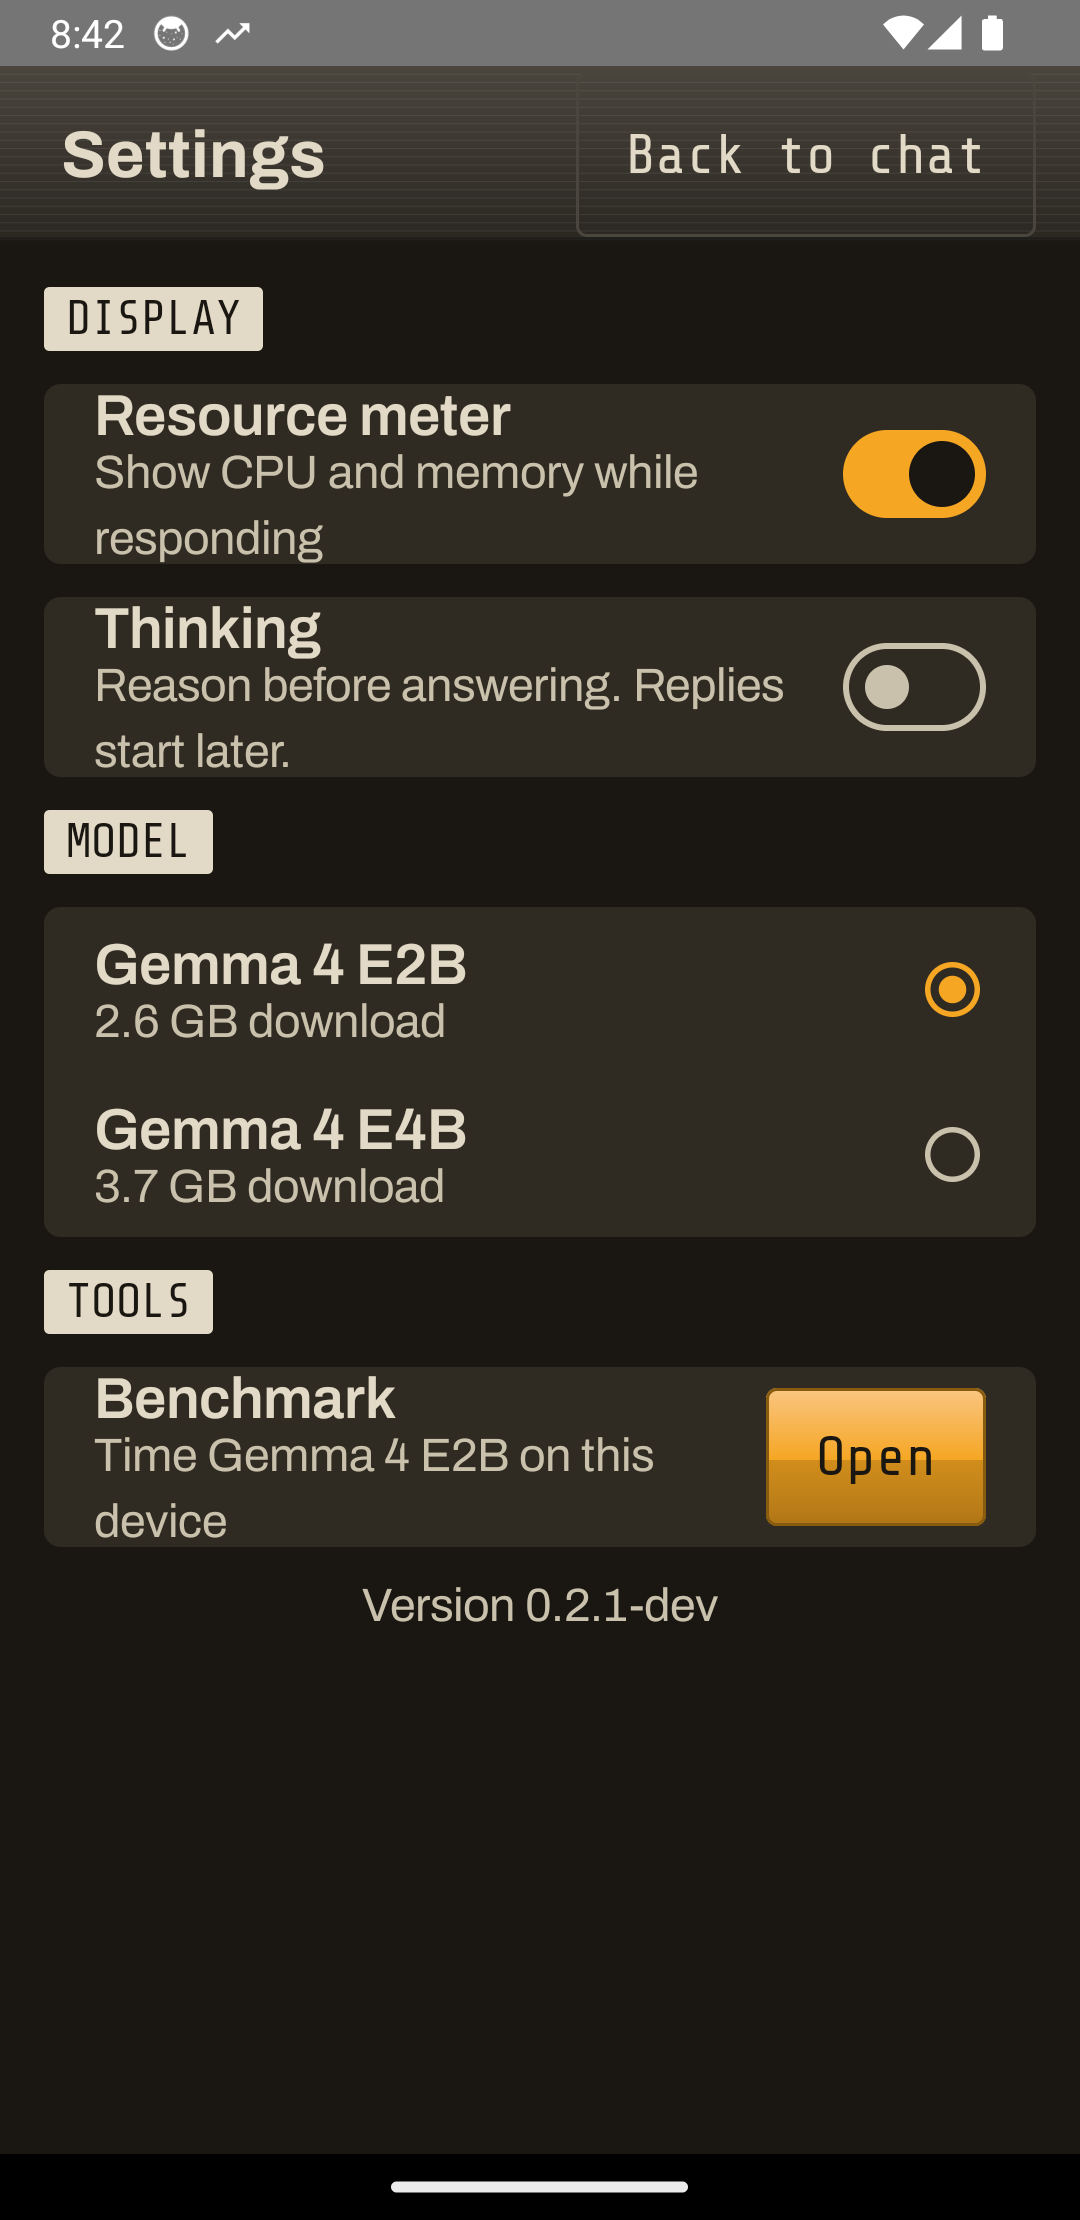 8:42
Settings
Back to chat
DISPLAY
Resource meter
Show CPU and memory while
responding
Thinking
Reason before answering. Replies
start later.
MODEL
Gemma 4 E2B
2.6 GB download
Gemma 4 E4B
3.7 GB download
TOOLS
Benchmark
Time Gemma 4 E2B on this
device
Open
Version 0.2.1-dev